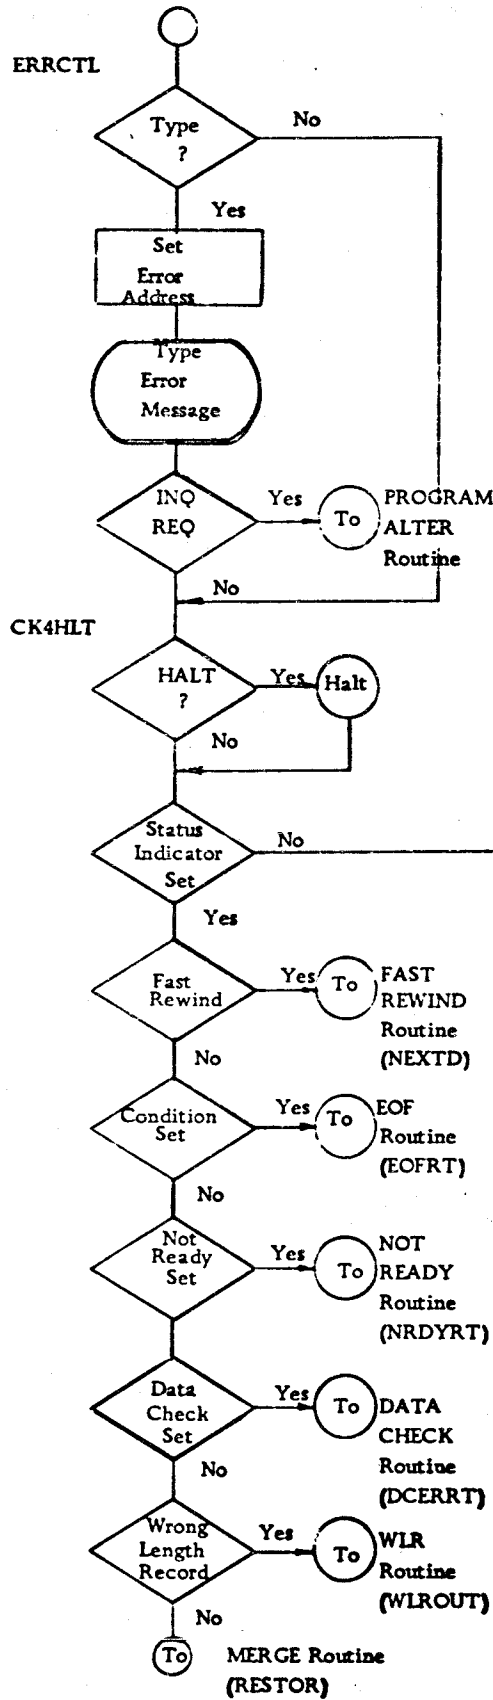 ERRCTL
Type
?
No
Yes
Set
Error
Address
Type
Error
Message
INQ
REQ
Yes
To
PROGRAM
ALTER
Routine
No
CK4HLT
HALT
?
Yes
Halt
No
Status
Indicator
Set
No
Yes
Fast
Rewind
Yes
To
FAST
REWIND
Routine
(NEXTD)
No
Condition
Set
Yes
To
EOF
Routine
(EOFRT)
No
Not
Ready
Set
Yes
To
NOT
READY
Routine
(NRDYRT)
Data
Check
Set
Yes
To
DATA
CHECK
Routine
(DCERRT)
No
Wrong
Length
Record
Yes
To
WLR
Routine
(WLROUT)
No
To
MERGE Routine
(RESTOR)